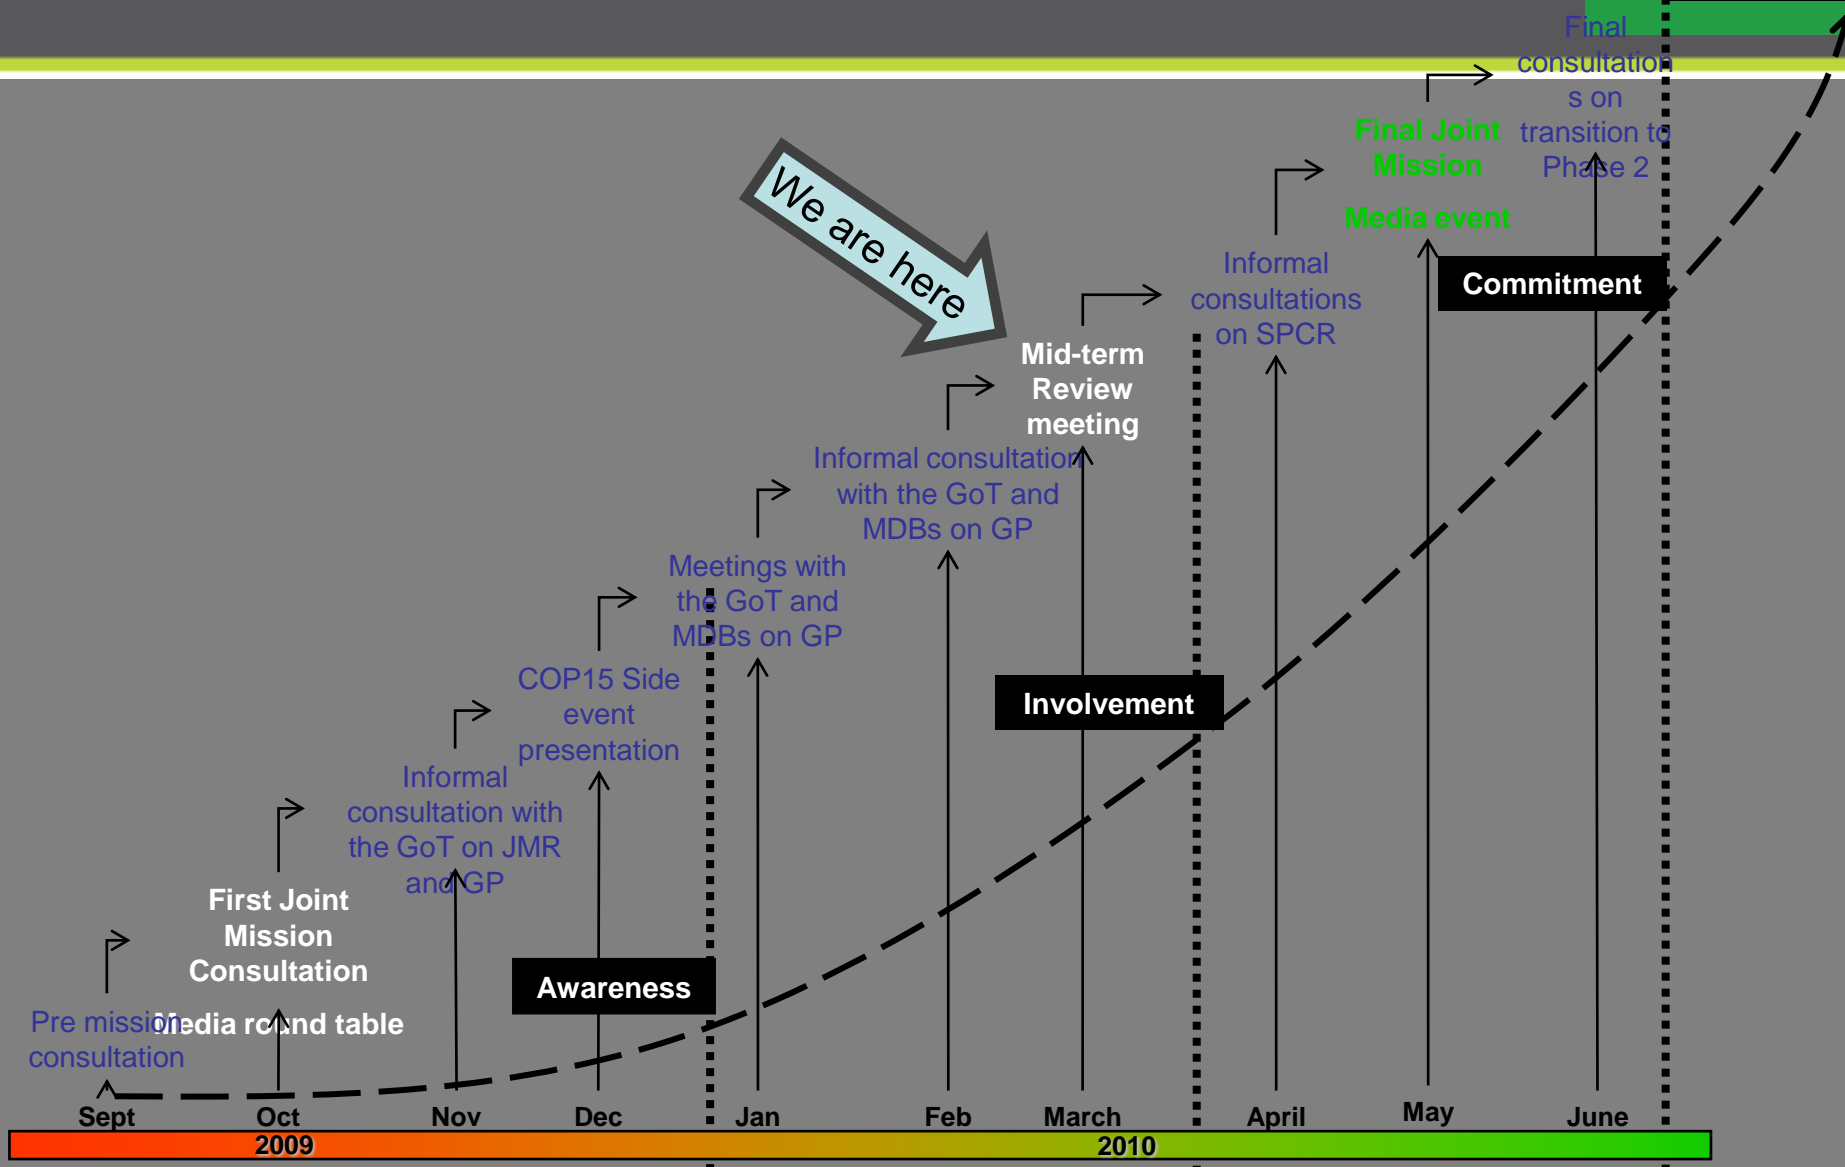 Final
consultation
s on
transition to
Phase 2
Final Joint
Mission
Media event
We are here
Informal
consultations
on SPCR
Commitment
Mid-term
Review
meeting
Informal consultation
with the GoT and
MDBs on GP
Meetings with
the GoT and
MDBs on GP
Involvement
COP15 Side
event
presentation
Informal
consultation with
the GoT on JMR
and GP
First Joint
Mission
Consultation
Media round table
Awareness
Pre mission
consultation
Sept Oct Nov Dec Jan Feb March April May June
2009 2010